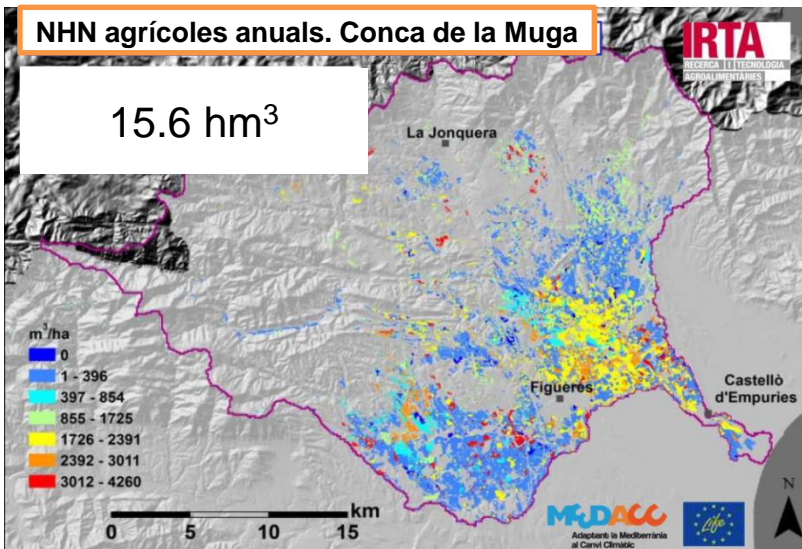 NHN agrícoles anuals. Conca de la Muga
IRTA
RECERCA | I | TECNOLOGIA
AGROALIMENTÀRIES
15.6 hm³
La Jonquera
m³/ha
0
1 - 396
397 - 854
855 - 1725
1726 - 2391
2392 - 3011
3012 - 4260
Figueres
Castelló
d'Empuries
km
0 5 10 15
MEDACC
Adaptant la Mediterrània
al Canvi Climàtic
Life
N